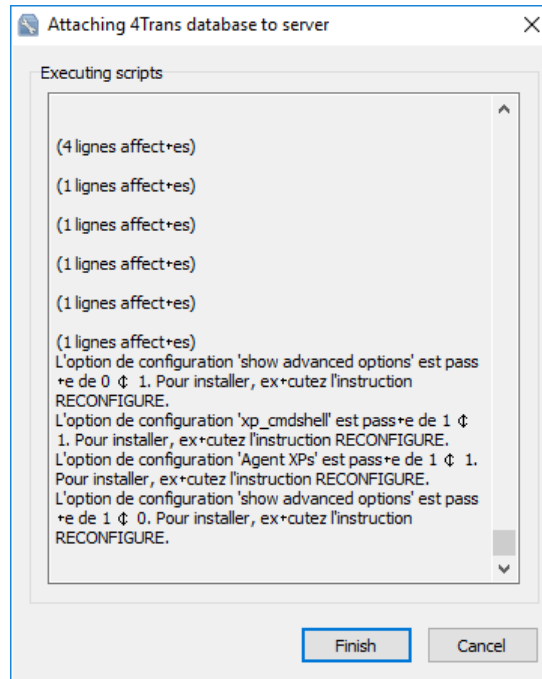 Attaching 4Trans database to server
Executing scripts
(4 lignes affect+es)
(1 lignes affect+es)
(1 lignes affect+es)
(1 lignes affect+es)
(1 lignes affect+es)
(1 lignes affect+es)
L'option de configuration 'show advanced options' est pass
+e de 0 ¢ 1. Pour installer, ex+cutez l'instruction
RECONFIGURE.
L'option de configuration 'xp_cmdshell' est pass+e de 1 ¢
1. Pour installer, ex+cutez l'instruction RECONFIGURE.
L'option de configuration 'Agent XPs' est pass+e de 1 ¢ 1.
Pour installer, ex+cutez l'instruction RECONFIGURE.
L'option de configuration 'show advanced options' est pass
+e de 1 ¢ 0. Pour installer, ex+cutez l'instruction
RECONFIGURE.
Finish
Cancel